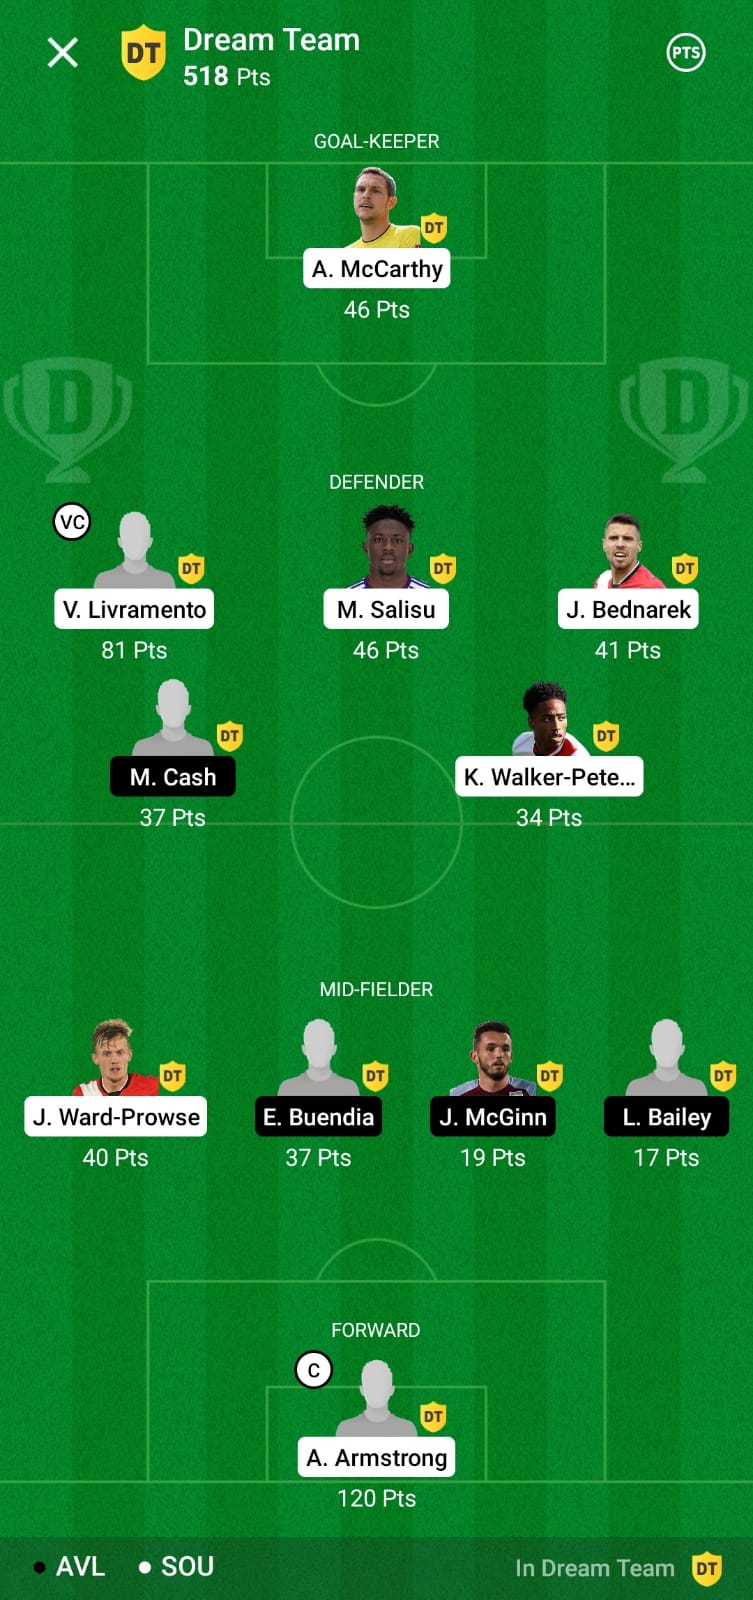 DT
Dream Team
518 Pts
PTS
GOAL-KEEPER
DT
A. McCarthy
46 Pts
D D
DEFENDER
VC
DT DT DT
V. Livramento M. Salisu J. Bednarek
81 Pts 46 Pts 41 Pts
DT DT
M. Cash K. Walker-Pete...
37 Pts 34 Pts
MID-FIELDER
DT DT DT DT
J. Ward-Prowse E. Buendia J. McGinn L. Bailey
40 Pts 37 Pts 19 Pts 17 Pts
FORWARD
C
DT
A. Armstrong
120 Pts
AVL SOU In Dream Team DT